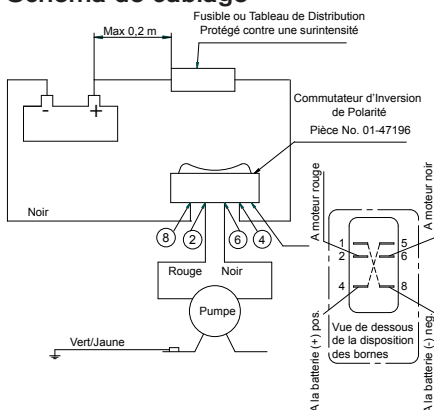 Schéma de câblage
Max 0,2 m
Fusible ou Tableau de Distribution
Protégé contre une surintensité
-
+
Commutateur d'Inversion
de Polarité
Pièce No. 01-47196
Noir
8
2
6
4
Rouge
Noir
Pompe
Vert/Jaune
A moteur rouge
A moteur noir
1
5
2
6
4
8
Vue de dessous
de la disposition
des bornes
A la batterie (+) pos.
A la batterie (-) neg.